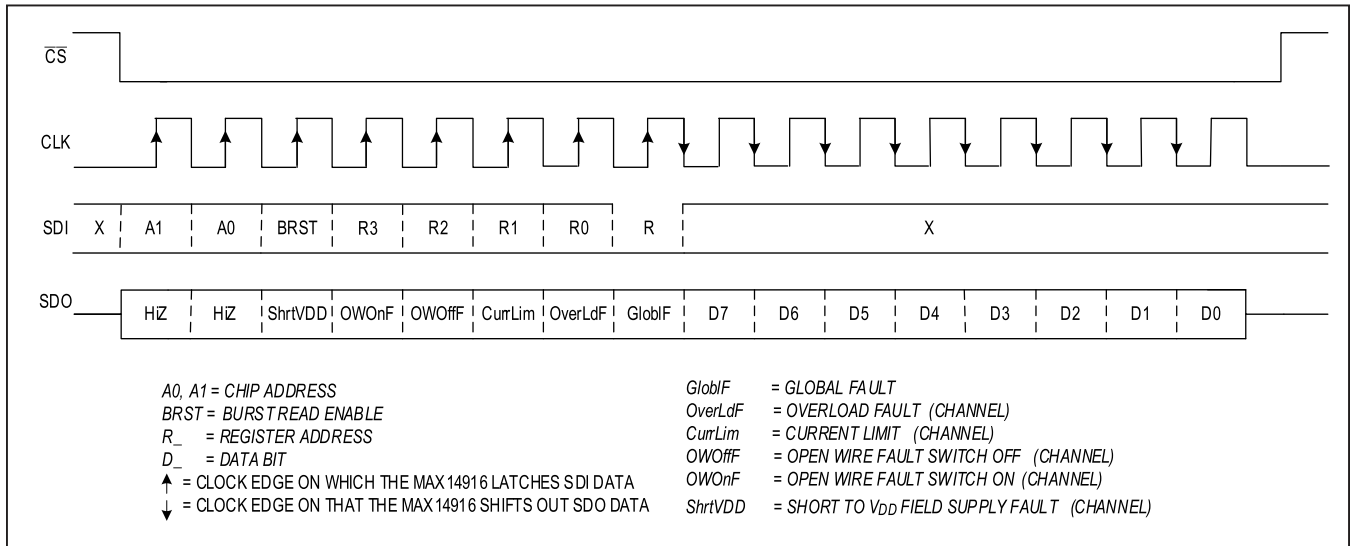 CS
CLK
SDI X A1 A0 BRST R3 R2 R1 R0 R X
SDO HiZ HiZ ShrtVDD OWOnF OWOffF CurrLim OverLdF GloblF D7 D6 D5 D4 D3 D2 D1 D0
A0, A1 = CHIP ADDRESS
BRST = BURST READ ENABLE
R_ = REGISTER ADDRESS
D_ = DATA BIT
↑ = CLOCK EDGE ON WHICH THE MAX14916 LATCHES SDI DATA
↓ = CLOCK EDGE ON THAT THE MAX14916 SHIFTS OUT SDO DATA
GloblF = GLOBAL FAULT
OverLdF = OVERLOAD FAULT (CHANNEL)
CurrLim = CURRENT LIMIT (CHANNEL)
OWOffF = OPEN WIRE FAULT SWITCH OFF (CHANNEL)
OWOnF = OPEN WIRE FAULT SWITCH ON (CHANNEL)
ShrtVDD = SHORT TO VDD FIELD SUPPLY FAULT (CHANNEL)